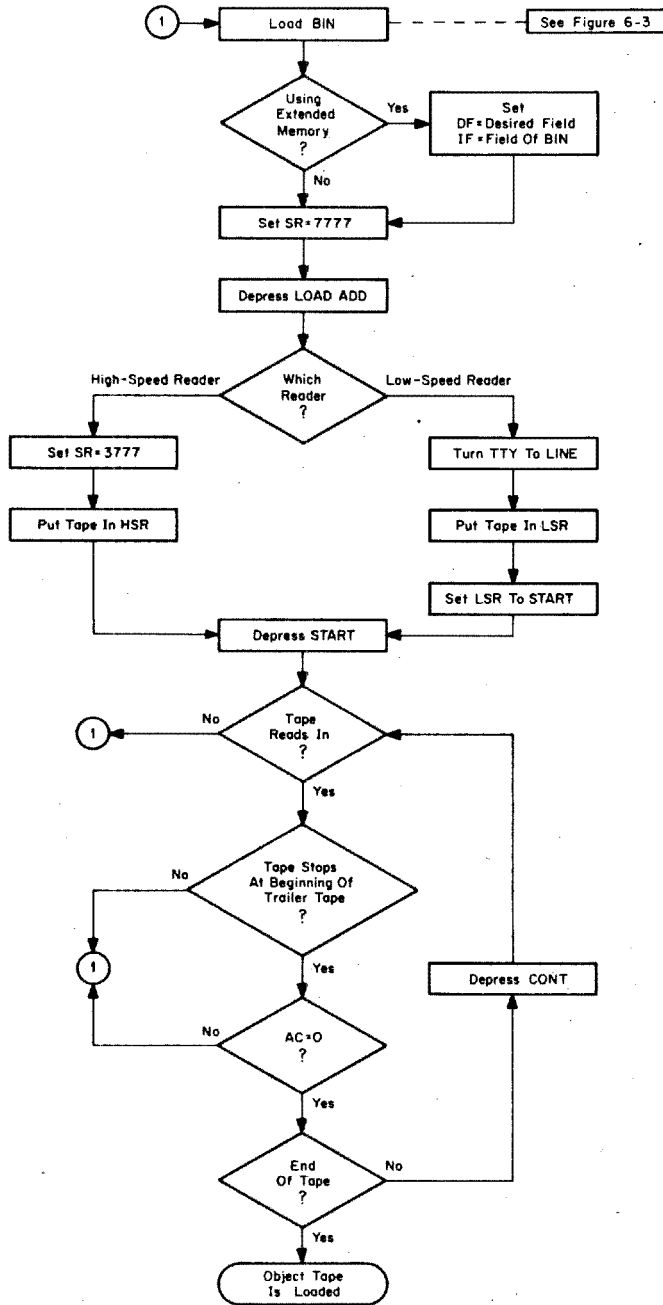 1
Load BIN
See Figure 6-3
Using
Extended
Memory
?
Yes
Set
DF=Desired Field
IF=Field Of BIN
No
Set SR=7777
Depress LOAD ADD
High-Speed Reader
Which
Reader
?
Low-Speed Reader
Set SR=3777
Turn TTY To LINE
Put Tape In HSR
Put Tape In LSR
Set LSR To START
Depress START
1
No
Tape
Reads In
?
Yes
No
Tape Stops
At Beginning Of
Trailer Tape
?
1
Yes
Depress CONT
No
AC=0
?
Yes
End
Of Tape
?
No
Yes
Object Tape
Is Loaded